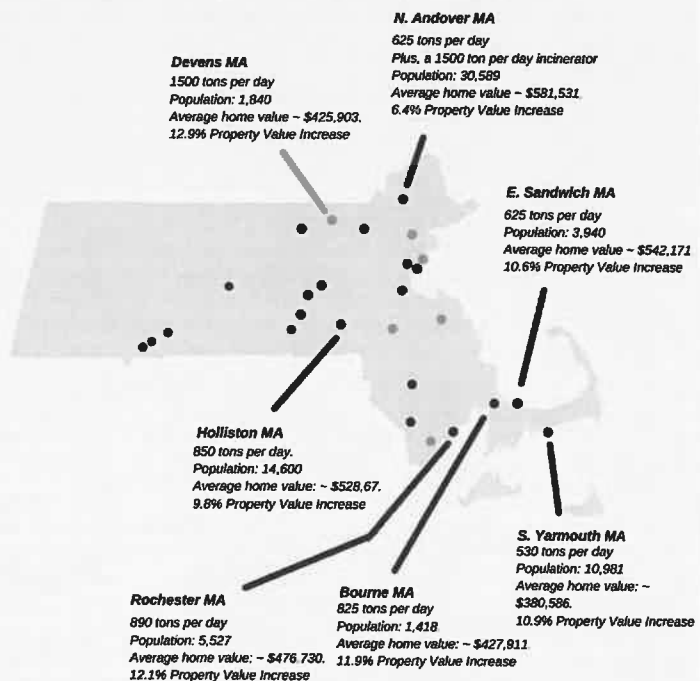 N. Andover MA
625 tons per day
Plus, a 1500 ton per day incinerator
Population: 30,589
Average home value ~ $581,531
6.4% Property Value Increase
Devens MA
1500 tons per day
Population: 1,840
Average home value ~ $425,903.
12.9% Property Value Increase
E. Sandwich MA
625 tons per day
Population: 3,940
Average home value ~ $542,171
10.6% Property Value Increase
Holliston MA
850 tons per day.
Population: 14,600
Average home value: ~ $528,67.
9.8% Property Value Increase
S. Yarmouth MA
530 tons per day
Population: 10,981
Average home value: ~
$380,586.
10.9% Property Value Increase
Rochester MA
890 tons per day
Population: 5,527
Average home value: ~ $476,730.
12.1% Property Value Increase
Bourne MA
825 tons per day
Population: 1,418
Average home value: ~ $427,911
11.9% Property Value Increase